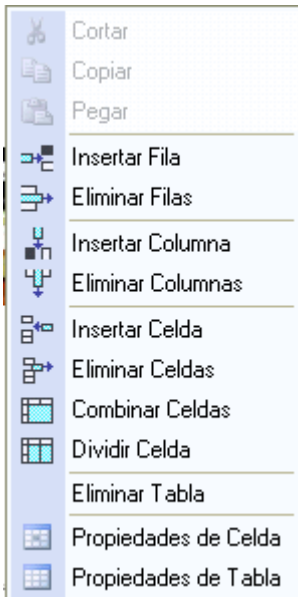 Cortar
Copiar
Pegar
Insertar Fila
Eliminar Filas
Insertar Columna
Eliminar Columnas
Insertar Celda
Eliminar Celdas
Combinar Celdas
Dividir Celda
Eliminar Tabla
Propiedades de Celda
Propiedades de Tabla